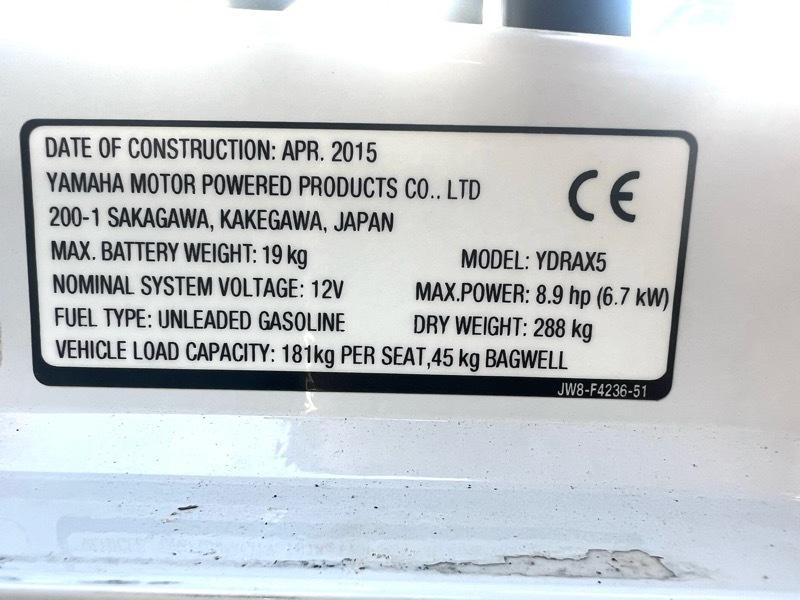 DATE OF CONSTRUCTION: APR. 2015
YAMAHA MOTOR POWERED PRODUCTS CO., LTD
200-1 SAKAGAWA, KAKEGAWA, JAPAN
CE
MAX. BATTERY WEIGHT: 19 kg
MODEL: YDRAX5
NOMINAL SYSTEM VOLTAGE: 12V
MAX.POWER: 8.9 hp (6.7 kW)
FUEL TYPE: UNLEADED GASOLINE
DRY WEIGHT: 288 kg
VEHICLE LOAD CAPACITY: 181kg PER SEAT,45 kg BAGWELL
JW8-F4236-51